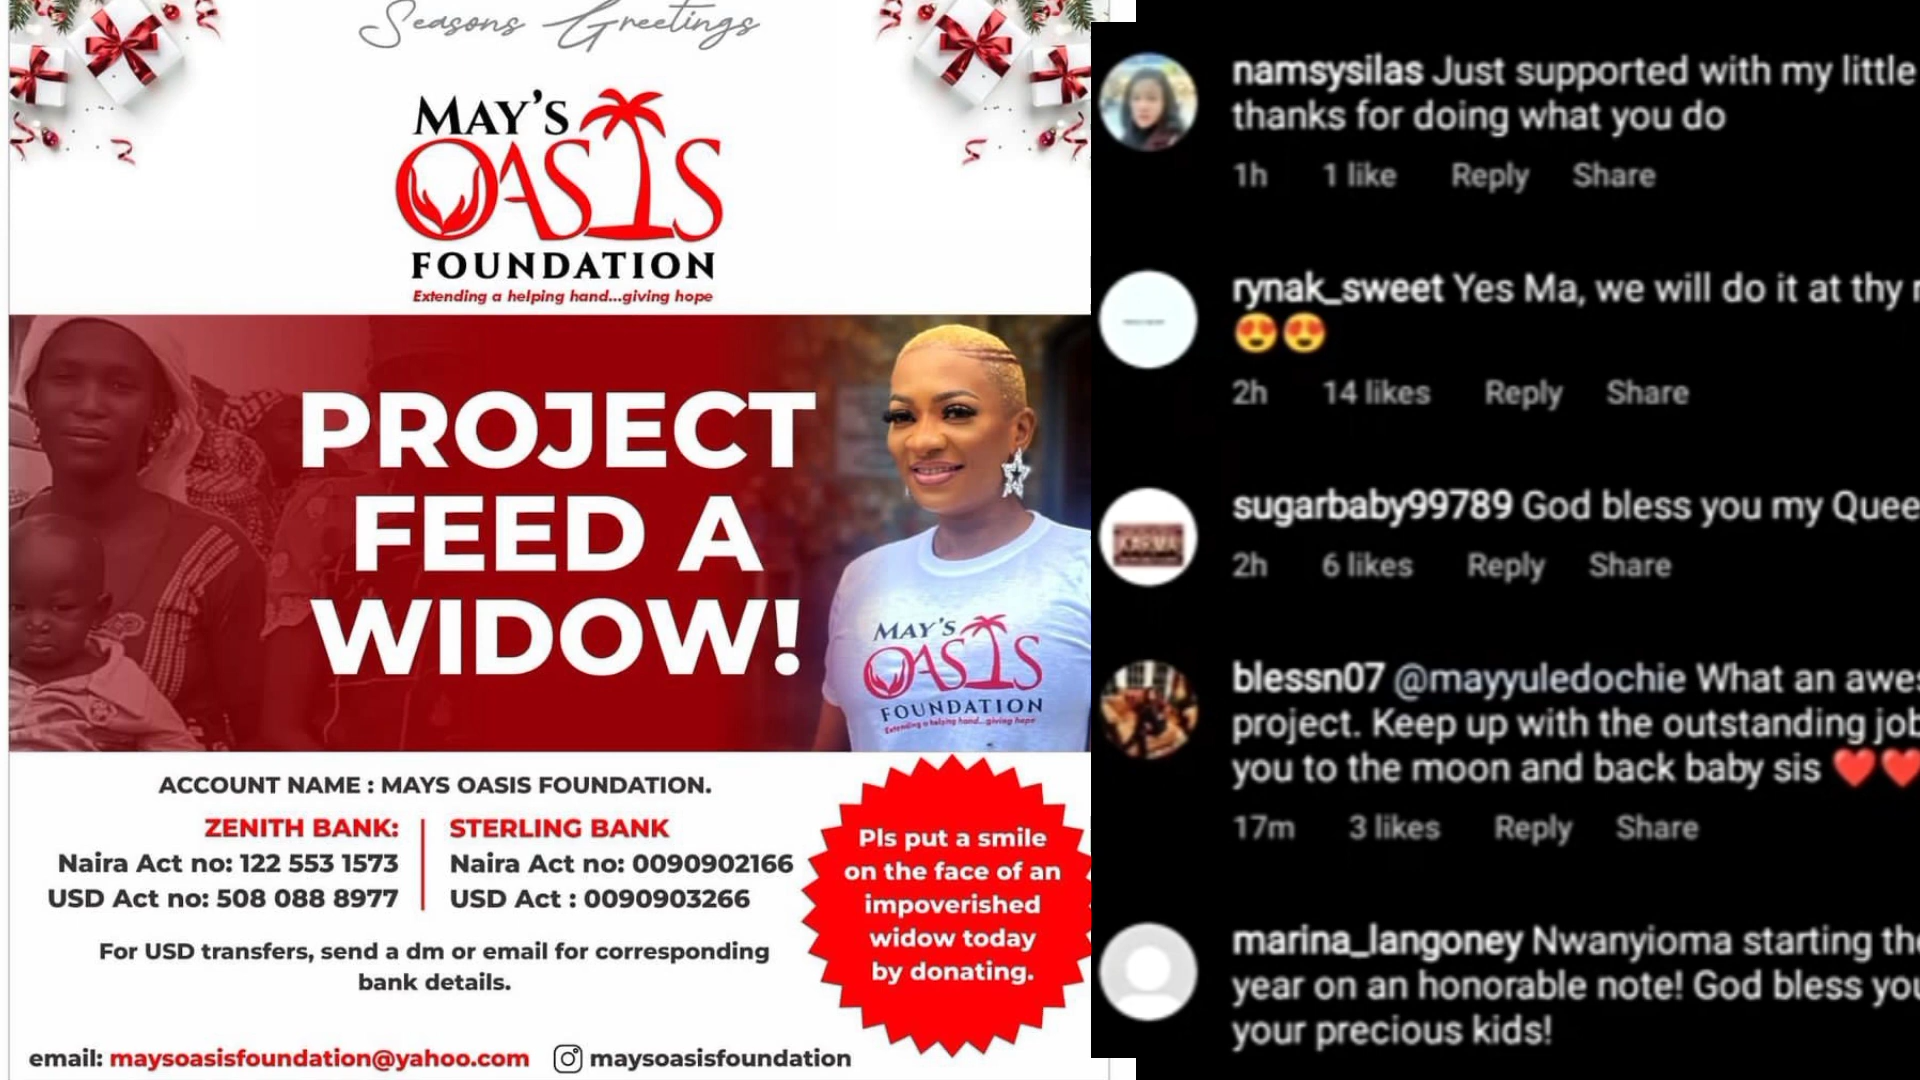 Seasons Greetings
MAY'S
OASIS
FOUNDATION
Extending a helping hand...giving hope
PROJECT
FEED A
WIDOW!
MAY'S
OASIS
FOUNDATION
Extending a helping hand...giving hope
ACCOUNT NAME : MAYS OASIS FOUNDATION.
ZENITH BANK:
Naira Act no: 122 553 1573
USD Act no: 508 088 8977
STERLING BANK
Naira Act no: 0090902166
USD Act : 0090903266
For USD transfers, send a dm or email for corresponding
bank details.
Pls put a smile
on the face of an
impoverished
widow today
by donating.
email: maysoasisfoundation@yahoo.com maysoasisfoundation
namsysilas Just supported with my little
thanks for doing what you do
1h 1 like Reply Share
rynak_sweet Yes Ma, we will do it at thy
😍😍
2h 14 likes Reply Share
sugarbaby99789 God bless you my
2h 6 likes Reply Share
blessn07 @mayyuledochie What an
project. Keep up with the outstanding
you to the moon and back baby sis ❤️❤️
17m 3 likes Reply Share
marina_langoney Nwanyioma starting
year on an honorable note! God bless
your precious kids!